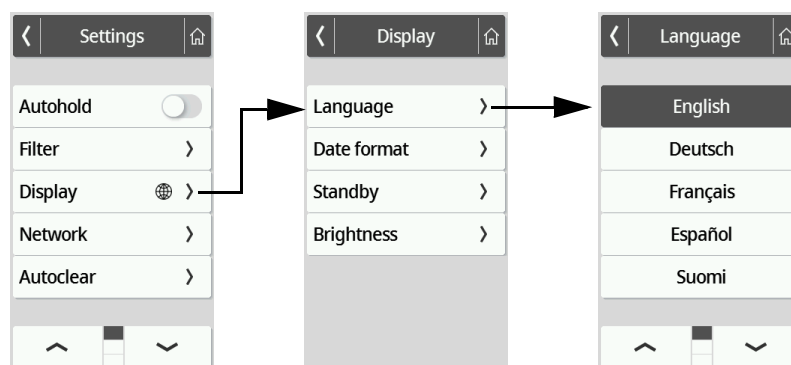 Settings
Autohold
Filter
Display
Network
Autoclear
Display
Language
Date format
Standby
Brightness
Language
English
Deutsch
Français
Español
Suomi